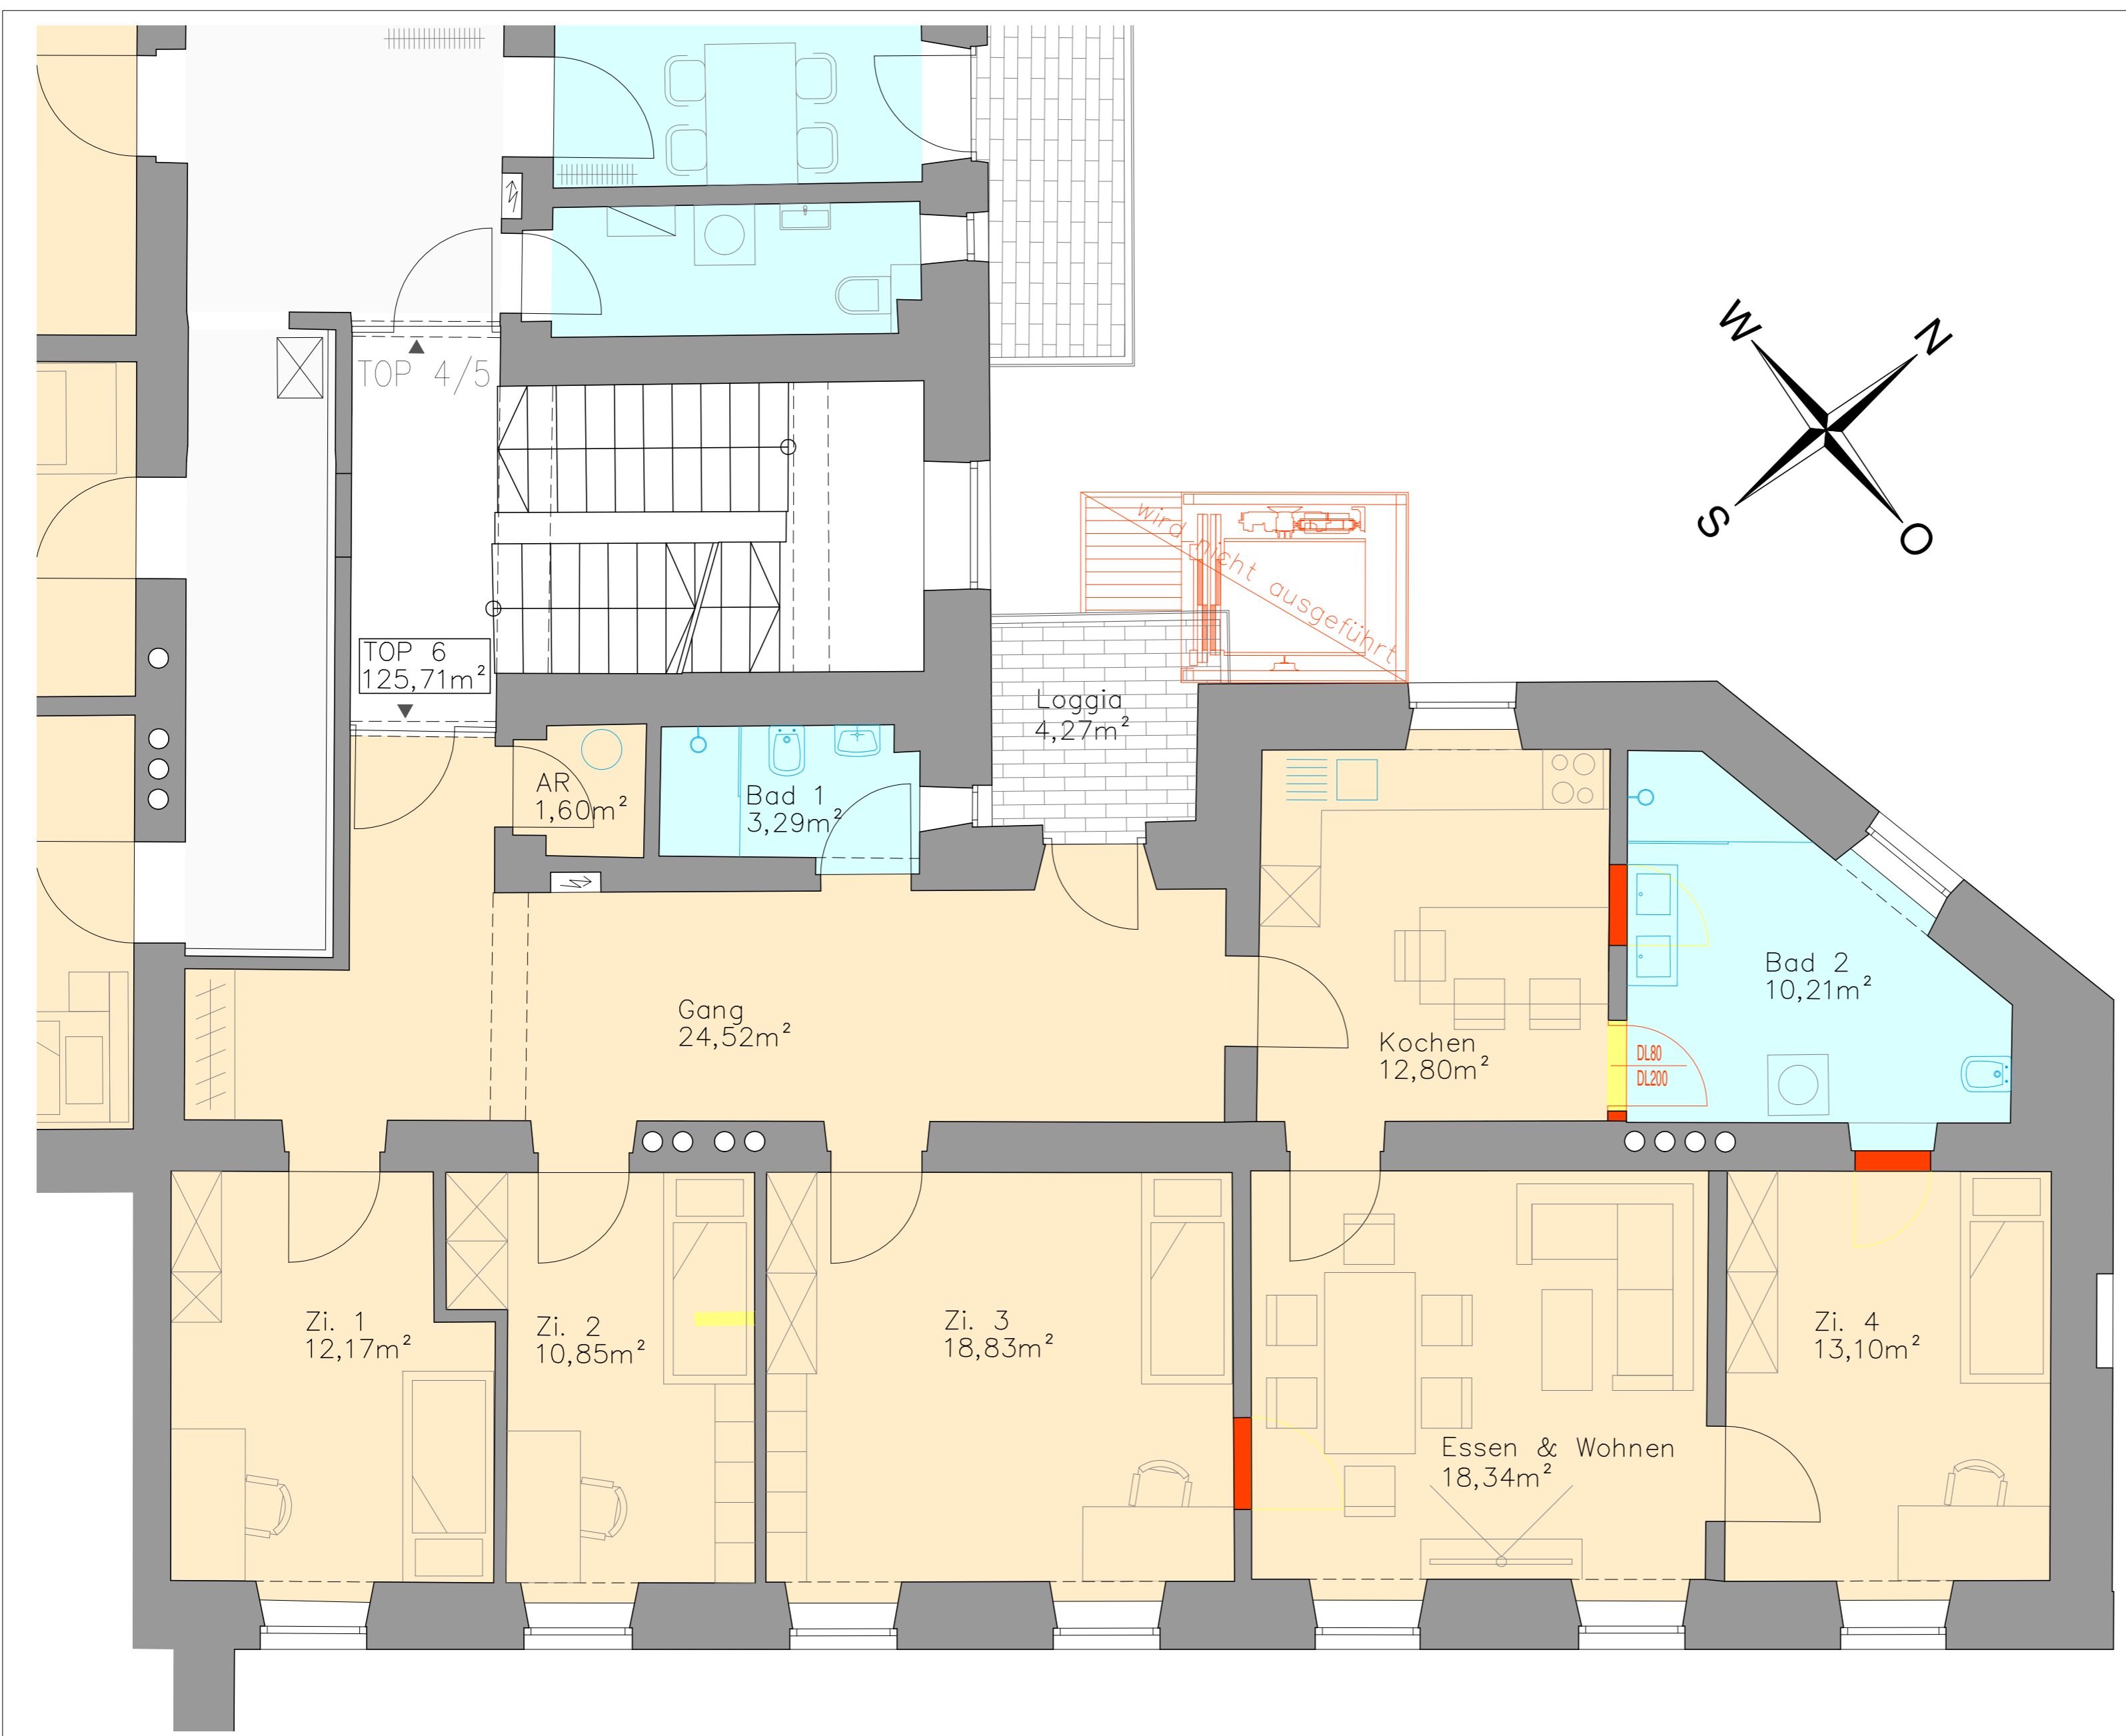 TOP 4/5
W
N
S
O
wird nicht ausgeführt
TOP 6
125,71m²
Loggia
4,27m²
AR
1,60m²
Bad 1
3,29m²
Bad 2
10,21m²
Gang
24,52m²
Kochen
12,80m²
DL80
DL200
Zi. 1
12,17m²
Zi. 2
10,85m²
Zi. 3
18,83m²
Zi. 4
13,10m²
Essen & Wohnen
18,34m²